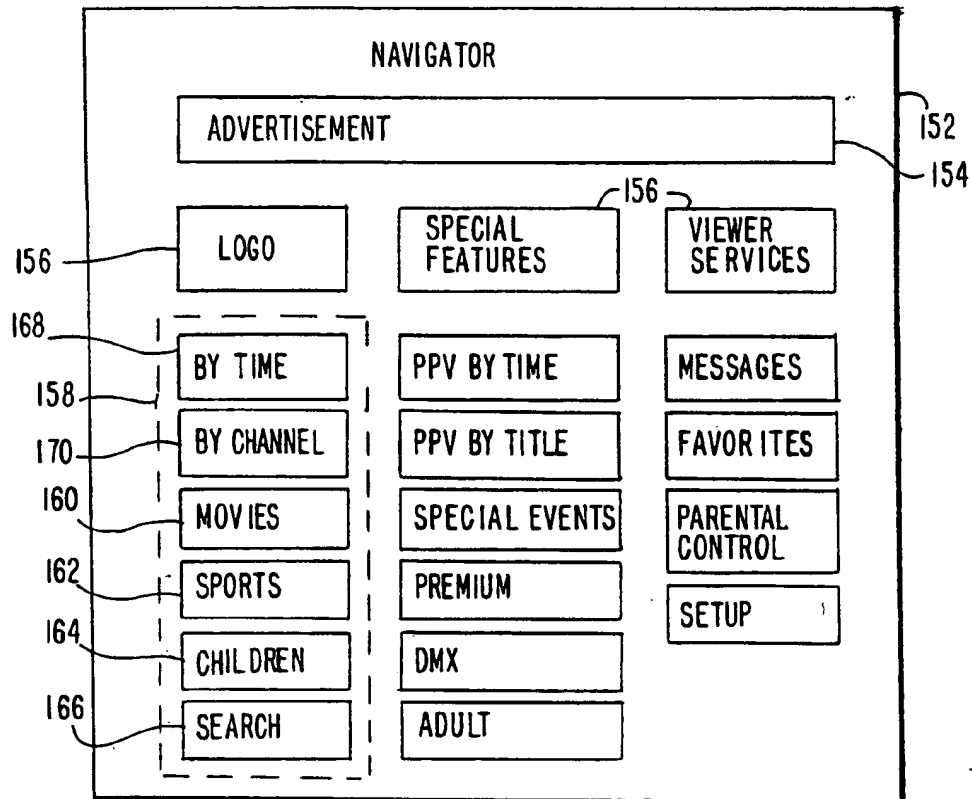 NAVIGATOR
ADVERTISEMENT
152
154
156
LOGO
SPECIAL
FEATURES
VIEWER
SERVICES
156
168
BY TIME
PPV BY TIME
MESSAGES
158
BY CHANNEL
PPV BY TITLE
FAVORITES
170
160
MOVIES
SPECIAL EVENTS
PARENTAL
CONTROL
162
SPORTS
PREMIUM
SETUP
164
CHILDREN
DMX
166
SEARCH
ADULT